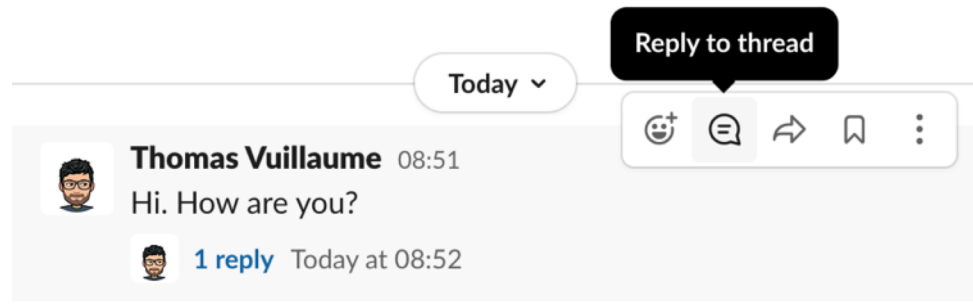 Reply to thread
Today
Thomas Vuillaume 08:51
Hi. How are you?
1 reply Today at 08:52